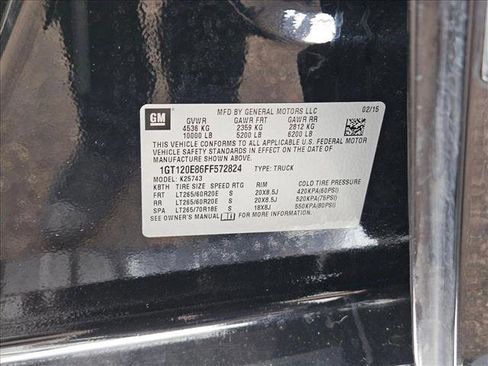 GM
MFD BY GENERAL MOTORS LLC 02/15
GVWR GAWR FRT GAWR RR
4536 KG 2359 KG 2812 KG
10000 LB 5200 LB 6200 LB
THIS VEHICLE CONFORMS TO ALL APPLICABLE U.S. FEDERAL MOTOR
VEHICLE SAFETY STANDARDS IN EFFECT ON THE DATE OF
MANUFACTURE SHOWN ABOVE.
1GT120E86FF572824 TYPE: TRUCK
MODEL: K25743
K8TH TIRE SIZE SPEED RTG RIM COLD TIRE PRESSURE
FRT LT265/60R20E S 20X8.5J 420KPA(60PSI)
RR LT265/60R20E S 20X8.5J 520KPA(75PSI)
SPA LT265/70R18E S 18X8J 550KPA(80PSI)
SEE OWNER'S MANUAL FOR MORE INFORMATION.